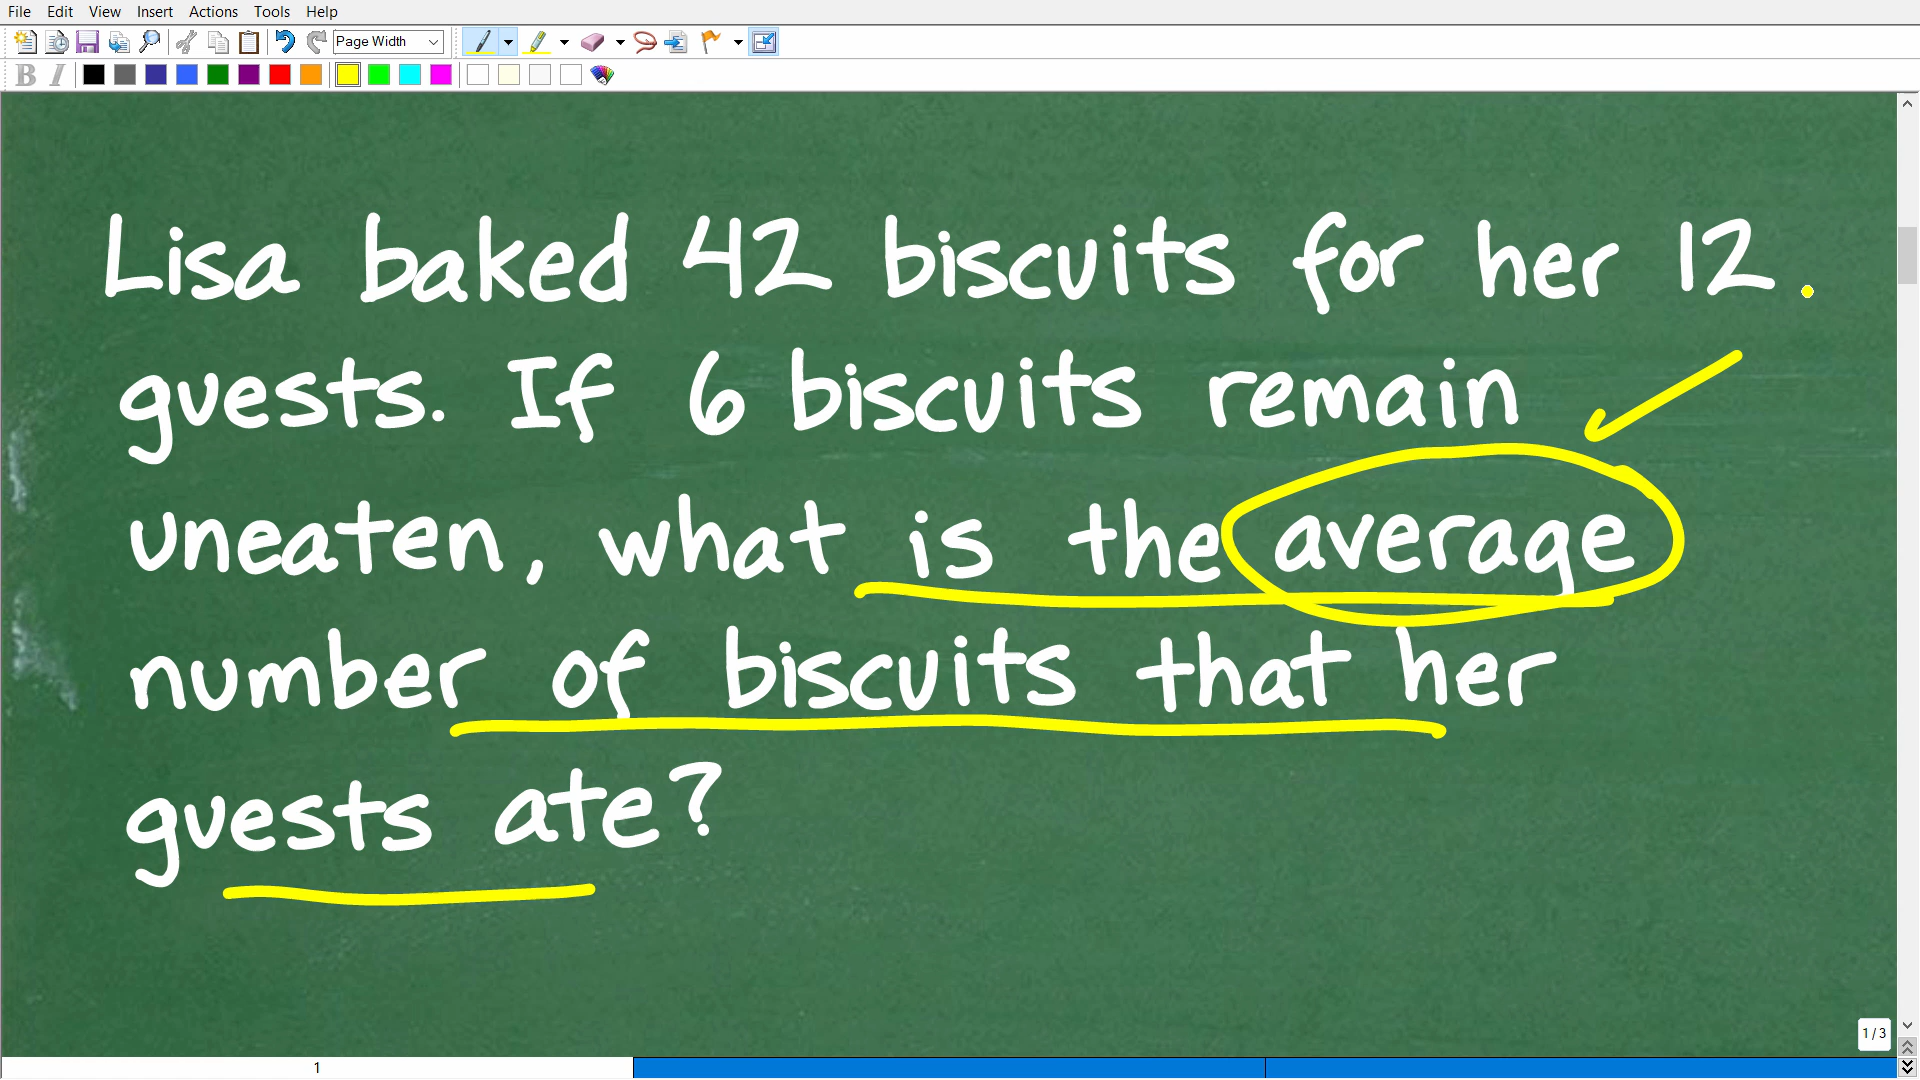 File Edit View Insert Actions Tools Help
Page Width
B I
Lisa baked 42 biscuits for her 12
guests. If 6 biscuits remain
uneaten, what is the average
number of biscuits that her
guests ate?
1 / 3
1